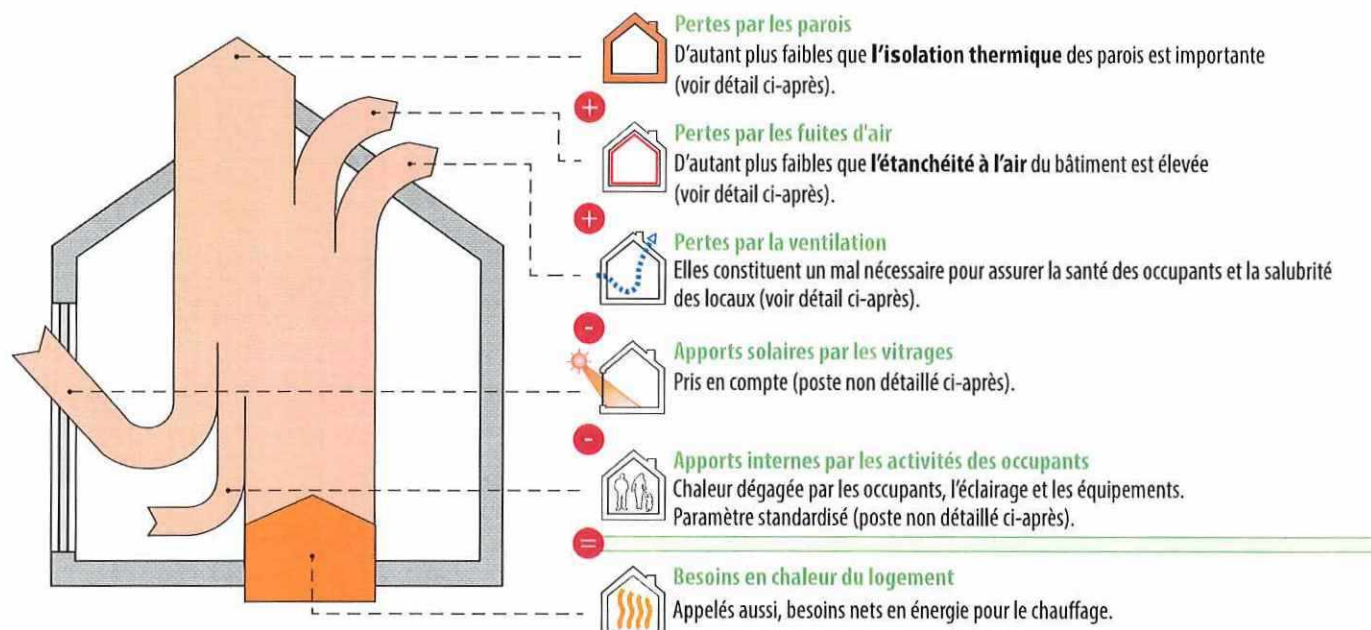 Pertes par les parois
D'autant plus faibles que l'isolation thermique des parois est importante
(voir détail ci-après).
+
Pertes par les fuites d'air
D'autant plus faibles que l'étanchéité à l'air du bâtiment est élevée
(voir détail ci-après).
+
Pertes par la ventilation
Elles constituent un mal nécessaire pour assurer la santé des occupants et la salubrité
des locaux (voir détail ci-après).
-
Apports solaires par les vitrages
Pris en compte (poste non détaillé ci-après).
-
Apports internes par les activités des occupants
Chaleur dégagée par les occupants, l'éclairage et les équipements.
Paramètre standardisé (poste non détaillé ci-après).
=
Besoins en chaleur du logement
Appelés aussi, besoins nets en énergie pour le chauffage.